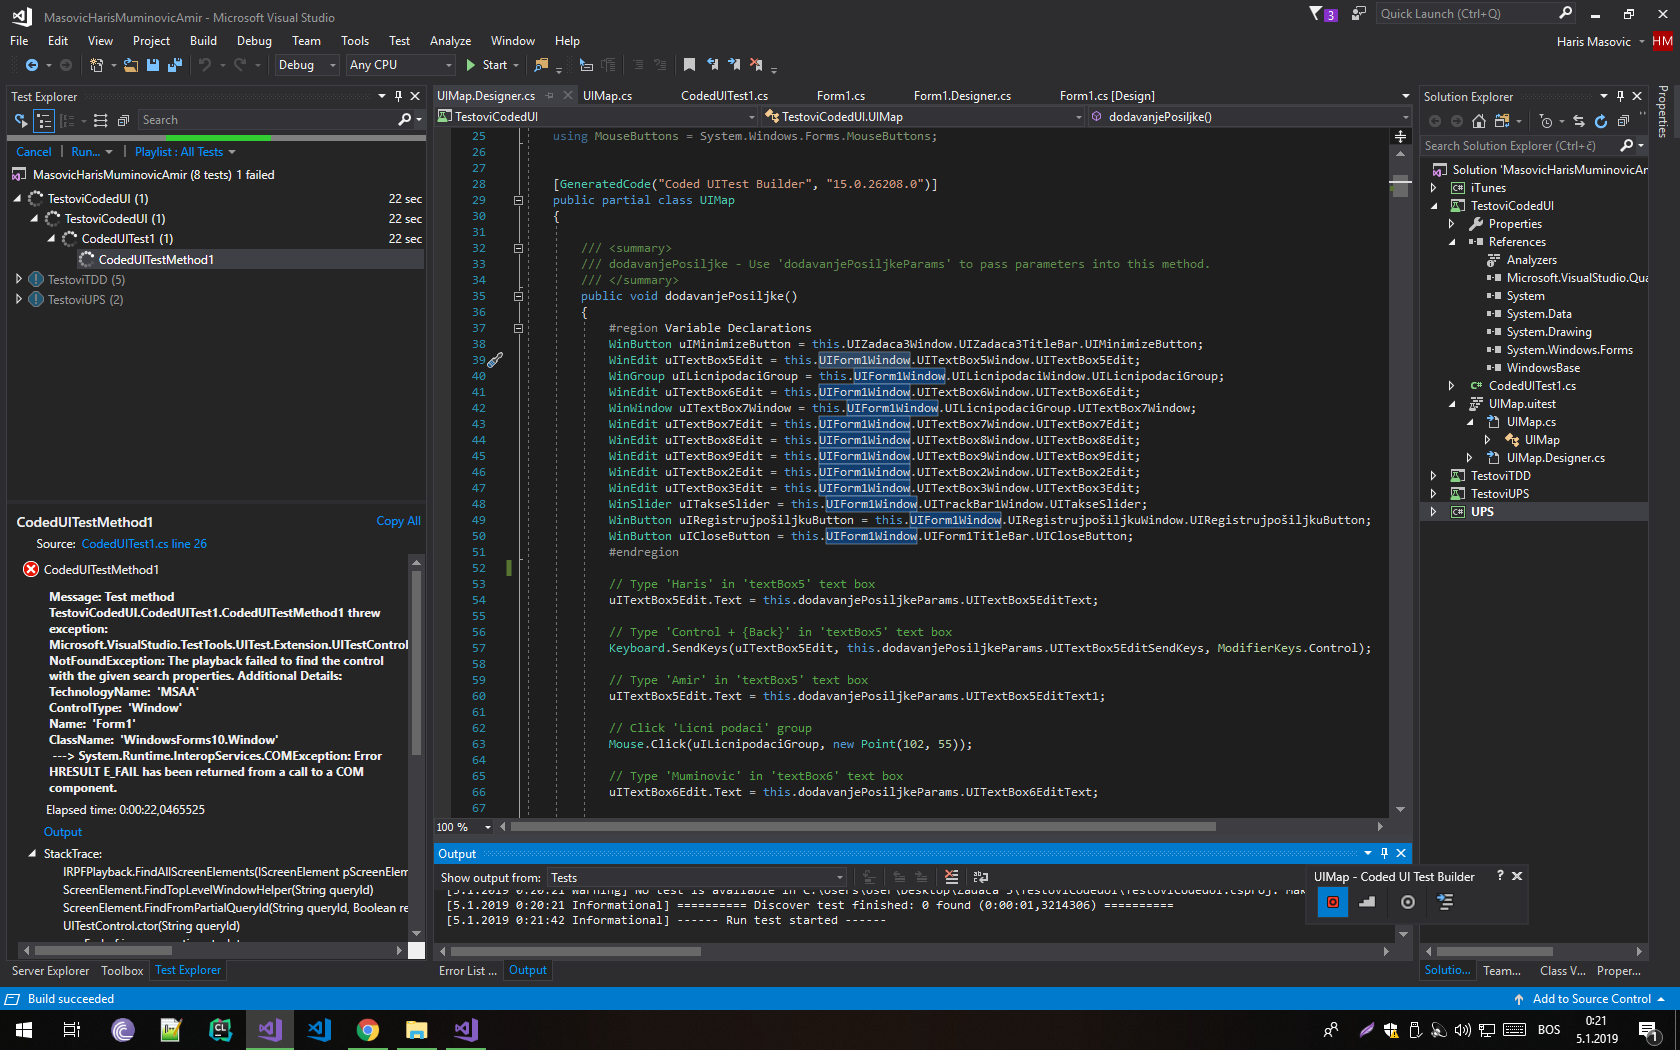 MasovicHarisMuminovicAmir - Microsoft Visual Studio
3
Quick Launch (Ctrl+Q)
File Edit View Project Build Debug Team Tools Test Analyze Window Help
Haris Masovic HM
Debug Any CPU Start
Test Explorer
Search
Cancel Run... Playlist : All Tests
MasovicHarisMuminovicAmir (8 tests) 1 failed
TestoviCodedUI (1) 22 sec
TestoviCodedUI (1) 22 sec
CodedUITest1 (1) 22 sec
CodedUITestMethod1
TestoviTDD (5)
TestoviUPS (2)
CodedUITestMethod1 Copy All
Source: CodedUITest1.cs line 26
CodedUITestMethod1
Message: Test method
TestoviCodedUI.CodedUITest1.CodedUITestMethod1 threw
exception:
Microsoft.VisualStudio.TestTools.UITest.Extension.UITestControl
NotFoundException: The playback failed to find the control
with the given search properties. Additional Details:
TechnologyName: 'MSAA'
ControlType: 'Window'
Name: 'Form1'
ClassName: 'WindowsForms10.Window'
---> System.Runtime.InteropServices.COMException: Error
HRESULT E_FAIL has been returned from a call to a COM
component.
Elapsed time: 0:00:22,0465525
Output
StackTrace:
IRPFPlayback.FindAllScreenElements(IScreenElement pScreenElem
ScreenElement.FindTopLevelWindowHelper(String queryId)
ScreenElement.FindFromPartialQueryId(String queryId, Boolean re
UITestControl.ctor(String queryId)
Server Explorer Toolbox Test Explorer
UIMap.Designer.cs UIMap.cs CodedUITest1.cs Form1.cs Form1.Designer.cs Form1.cs [Design]
TestoviCodedUI TestoviCodedUI.UIMap dodavanjePosiljke()
25 using MouseButtons = System.Windows.Forms.MouseButtons;
26
27
28 [GeneratedCode("Coded UITest Builder", "15.0.26208.0")]
29 public partial class UIMap
30 {
31
32 /// <summary>
33 /// dodavanjePosiljke - Use 'dodavanjePosiljkeParams' to pass parameters into this method.
34 /// </summary>
35 public void dodavanjePosiljke()
36 {
37 #region Variable Declarations
38 WinButton uIMinimizeButton = this.UIZadaca3Window.UIZadaca3TitleBar.UIMinimizeButton;
39 WinEdit uITextBox5Edit = this.UIForm1Window.UITextBox5Window.UITextBox5Edit;
40 WinGroup uILicnipodaciGroup = this.UIForm1Window.UILicnipodaciWindow.UILicnipodaciGroup;
41 WinEdit uITextBox6Edit = this.UIForm1Window.UITextBox6Window.UITextBox6Edit;
42 WinWindow uITextBox7Window = this.UIForm1Window.UILicnipodaciGroup.UITextBox7Window;
43 WinEdit uITextBox7Edit = this.UIForm1Window.UITextBox7Window.UITextBox7Edit;
44 WinEdit uITextBox8Edit = this.UIForm1Window.UITextBox8Window.UITextBox8Edit;
45 WinEdit uITextBox9Edit = this.UIForm1Window.UITextBox9Window.UITextBox9Edit;
46 WinEdit uITextBox2Edit = this.UIForm1Window.UITextBox2Window.UITextBox2Edit;
47 WinEdit uITextBox3Edit = this.UIForm1Window.UITextBox3Window.UITextBox3Edit;
48 WinSlider uITakseSlider = this.UIForm1Window.UITrackBar1Window.UITakseSlider;
49 WinButton uIRegistrujpošiljkuButton = this.UIForm1Window.UIRegistrujpošiljkuWindow.UIRegistrujpošiljkuButton;
50 WinButton uICloseButton = this.UIForm1Window.UIForm1TitleBar.UICloseButton;
51 #endregion
52
53 // Type 'Haris' in 'textBox5' text box
54 uITextBox5Edit.Text = this.dodavanjePosiljkeParams.UITextBox5EditText;
55
56 // Type 'Control + {Back}' in 'textBox5' text box
57 Keyboard.SendKeys(uITextBox5Edit, this.dodavanjePosiljkeParams.UITextBox5EditSendKeys, ModifierKeys.Control);
58
59 // Type 'Amir' in 'textBox5' text box
60 uITextBox5Edit.Text = this.dodavanjePosiljkeParams.UITextBox5EditText1;
61
62 // Click 'Licni podaci' group
63 Mouse.Click(uILicnipodaciGroup, new Point(102, 55));
64
65 // Type 'Muminovic' in 'textBox6' text box
66 uITextBox6Edit.Text = this.dodavanjePosiljkeParams.UITextBox6EditText;
67
100 %
Output
Show output from: Tests
[5.1.2019 0:20:21 Warning] No test is available in C:\Users\User\Desktop\Zadaca 3\TestoviCodedUI\TestoviCodedUI.csproj. Mak
[5.1.2019 0:20:21 Informational] ========== Discover test finished: 0 found (0:00:01,3214306) ==========
[5.1.2019 0:21:42 Informational] ------ Run test started ------
Error List ... Output
UIMap - Coded UI Test Builder ?
Solution Explorer
Search Solution Explorer (Ctrl+č)
Solution 'MasovicHarisMuminovicAr
iTunes
TestoviCodedUI
Properties
References
Analyzers
Microsoft.VisualStudio.Qua
System
System.Data
System.Drawing
System.Windows.Forms
WindowsBase
CodedUITest1.cs
UIMap.uitest
UIMap.cs
UIMap
UIMap.Designer.cs
TestoviTDD
TestoviUPS
UPS
Solutio... Team... Class V... Proper...
Properties
Build succeeded
Add to Source Control
BOS
0:21
5.1.2019
1